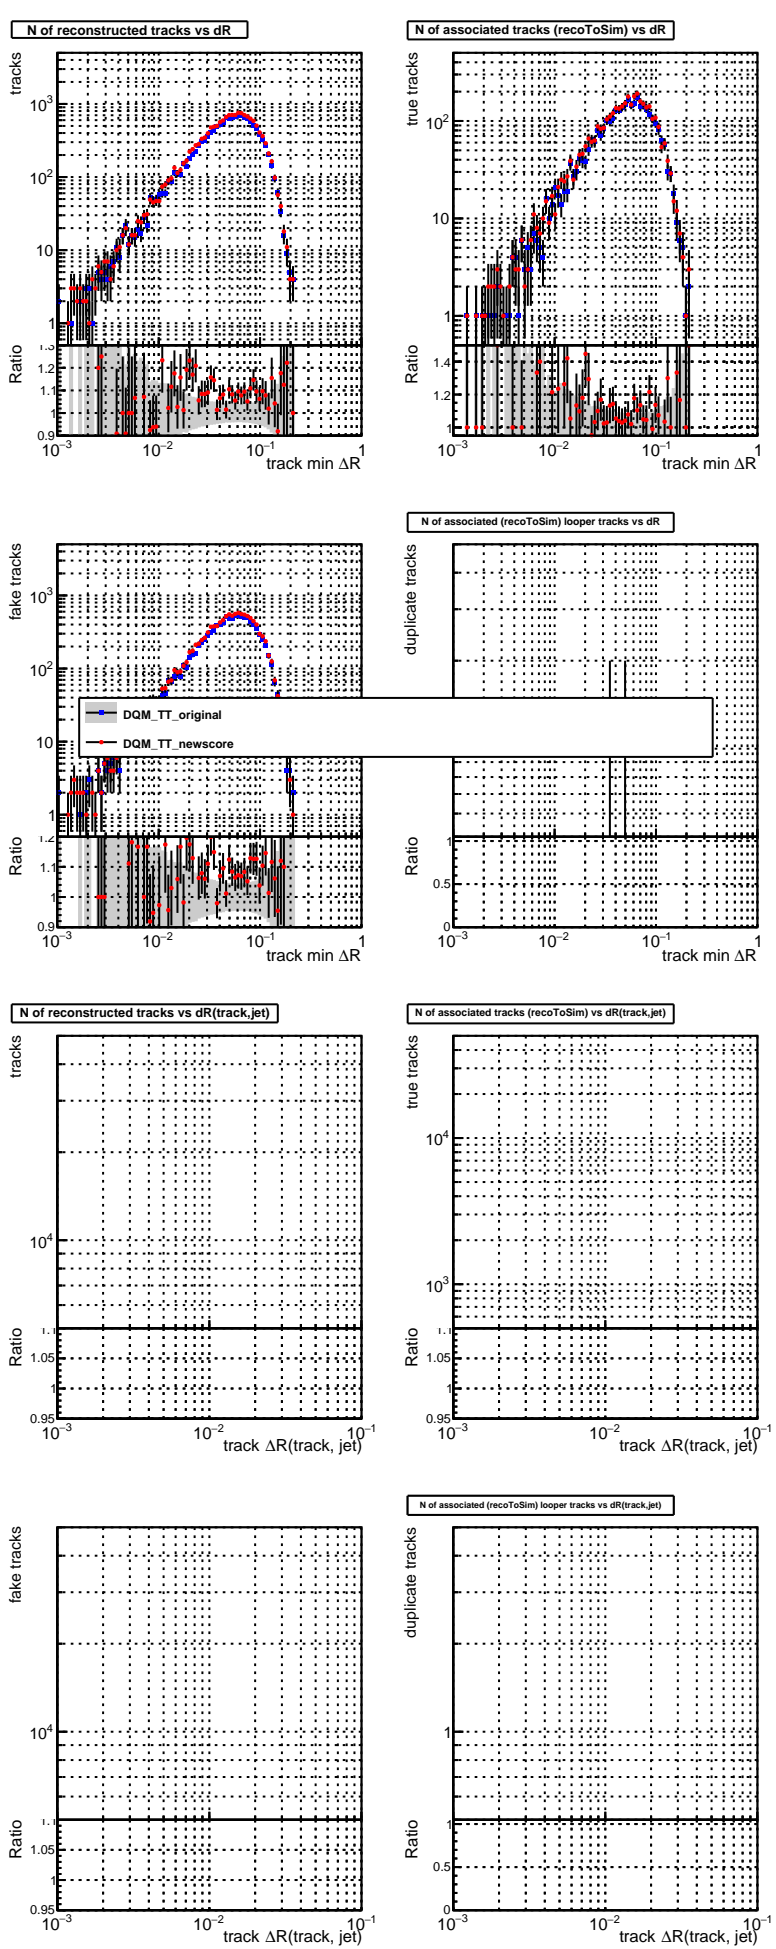 N of reconstructed tracks vs dR
tracks
10³
10²
10
1
Ratio
1.3
1.2
1.1
1
0.9
10⁻³
10⁻²
10⁻¹
1
track min ΔR
N of associated tracks (recoToSim) vs dR
true tracks
10²
10
1
Ratio
1.4
1.2
1
10⁻³
10⁻²
10⁻¹
1
track min ΔR
fake tracks
10³
10²
10
1
Ratio
1.2
1.1
1
0.9
10⁻³
10⁻²
10⁻¹
1
track min ΔR
N of associated (recoToSim) looper tracks vs dR
duplicate tracks
Ratio
1
0.5
0
10⁻³
10⁻²
10⁻¹
1
track min ΔR
DQM_TT_original
DQM_TT_newscore
N of reconstructed tracks vs dR(track,jet)
tracks
10⁴
Ratio
1.1
1.05
1
0.95
10⁻³
10⁻²
10⁻¹
track ΔR(track, jet)
N of associated tracks (recoToSim) vs dR(track,jet)
true tracks
10⁴
10³
Ratio
1.1
1.05
1
0.95
10⁻³
10⁻²
10⁻¹
track ΔR(track, jet)
fake tracks
10⁴
Ratio
1.1
1.05
1
0.95
10⁻³
10⁻²
10⁻¹
track ΔR(track, jet)
N of associated (recoToSim) looper tracks vs dR(track,jet)
duplicate tracks
1
Ratio
1
0.5
0
10⁻³
10⁻²
10⁻¹
track ΔR(track, jet)